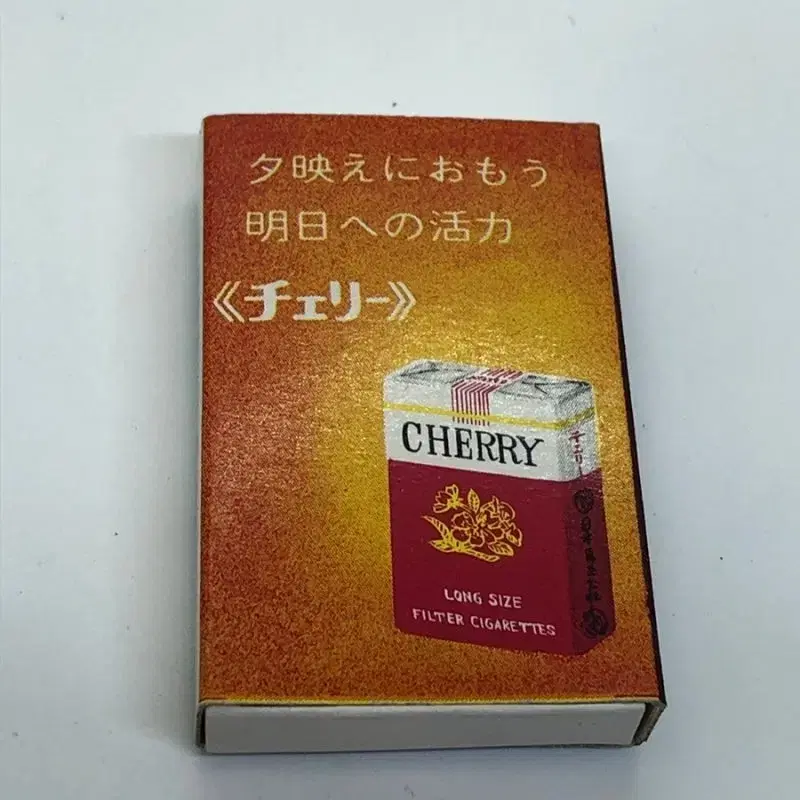 夕映えにおもう
明日への活力
《チェリー》
CHERRY
チェリー
LONG SIZE
FILTER CIGARETTES